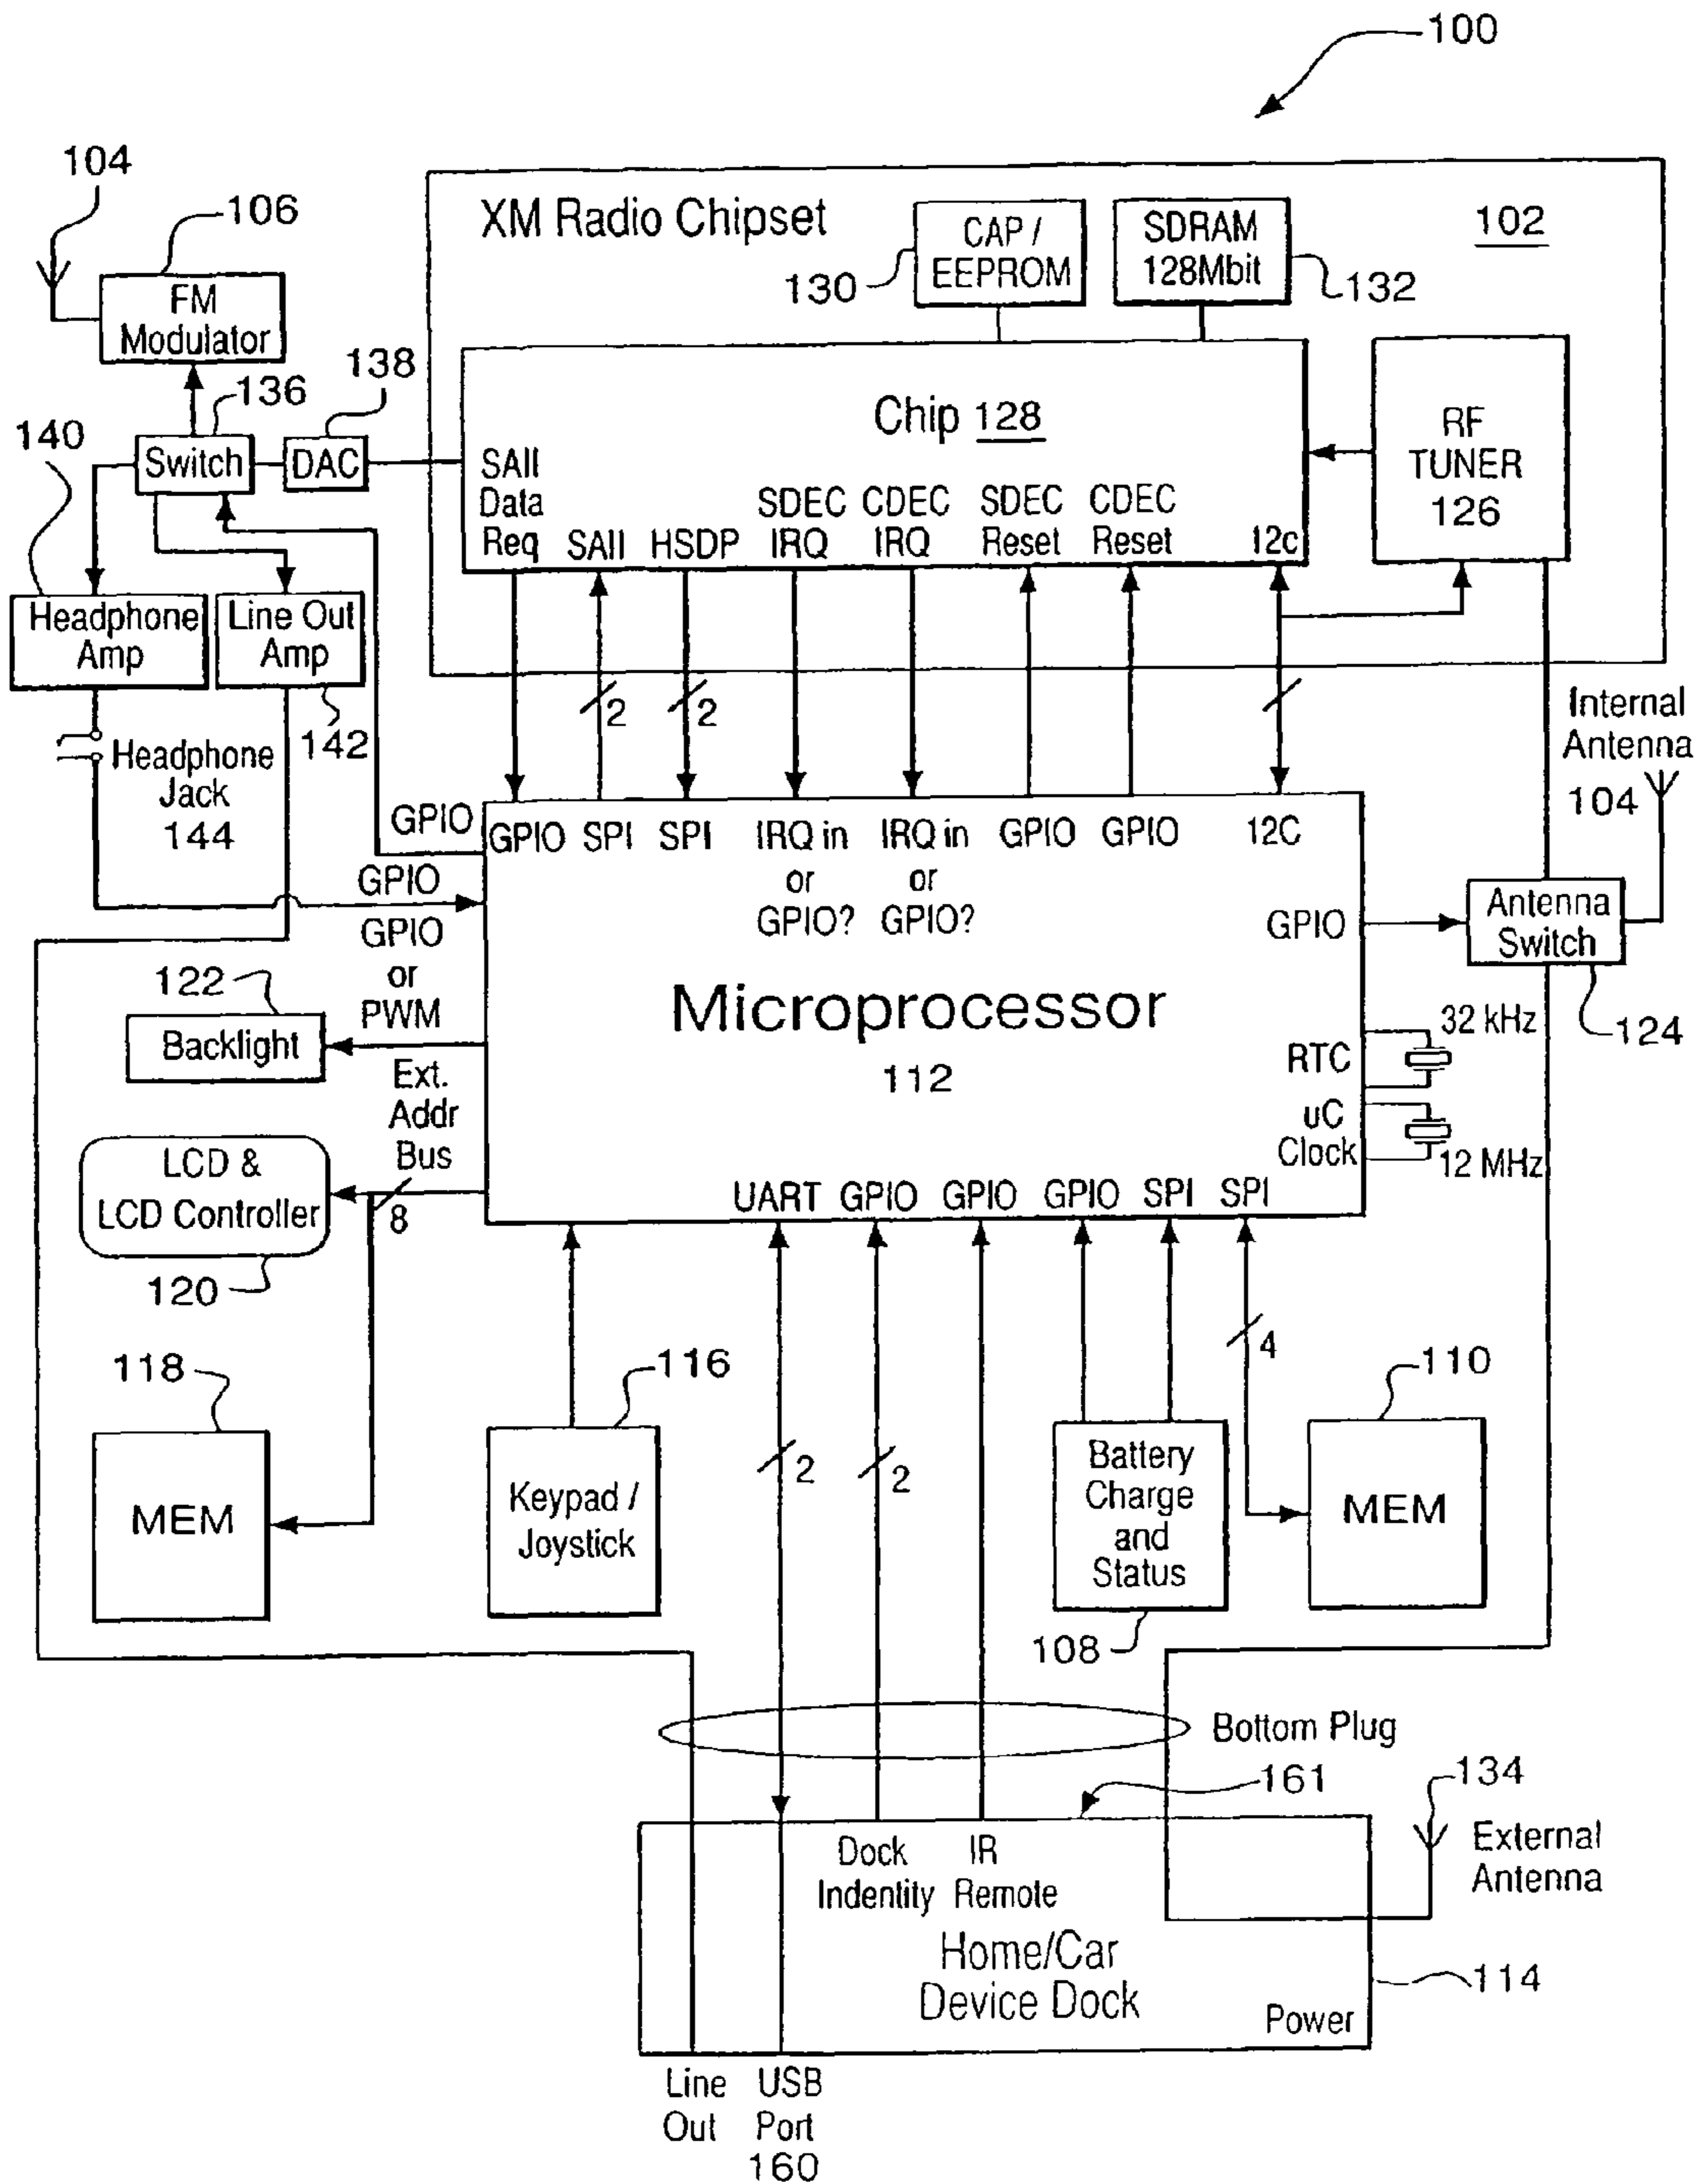 100
104
106
FM
Modulator
136
138
140
Switch
DAC
Headphone
Amp
Line Out
Amp
142
Headphone
Jack
144
XM Radio Chipset
CAP /
EEPROM
130
SDRAM
128Mbit
132
102
Chip 128
RF
TUNER
126
SAII
Data
Req
SAII
HSDP
SDEC
IRQ
CDEC
IRQ
SDEC
Reset
CDEC
Reset
12c
2
2
Internal
Antenna
104
GPIO
GPIO
GPIO
or
PWM
GPIO
SPI
SPI
IRQ in
or
GPIO?
IRQ in
or
GPIO?
GPIO
GPIO
12C
GPIO
Antenna
Switch
124
Microprocessor
112
RTC
32 kHz
uC
Clock
12 MHz
122
Backlight
Ext.
Addr
Bus
8
LCD &
LCD Controller
120
UART
GPIO
GPIO
GPIO
SPI
SPI
118
MEM
116
Keypad /
Joystick
2
2
4
Battery
Charge
and
Status
108
110
MEM
Bottom Plug
161
134
External
Antenna
Dock
Indentity
IR
Remote
Home/Car
Device Dock
Power
114
Line
Out
USB
Port
160